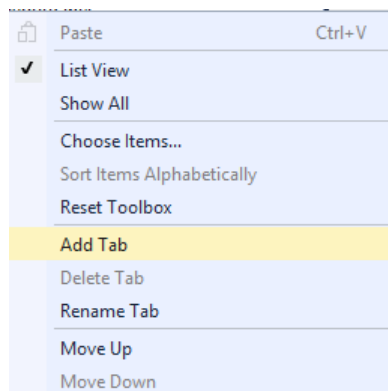 Paste Ctrl+V
List View
Show All
Choose Items...
Sort Items Alphabetically
Reset Toolbox
Add Tab
Delete Tab
Rename Tab
Move Up
Move Down